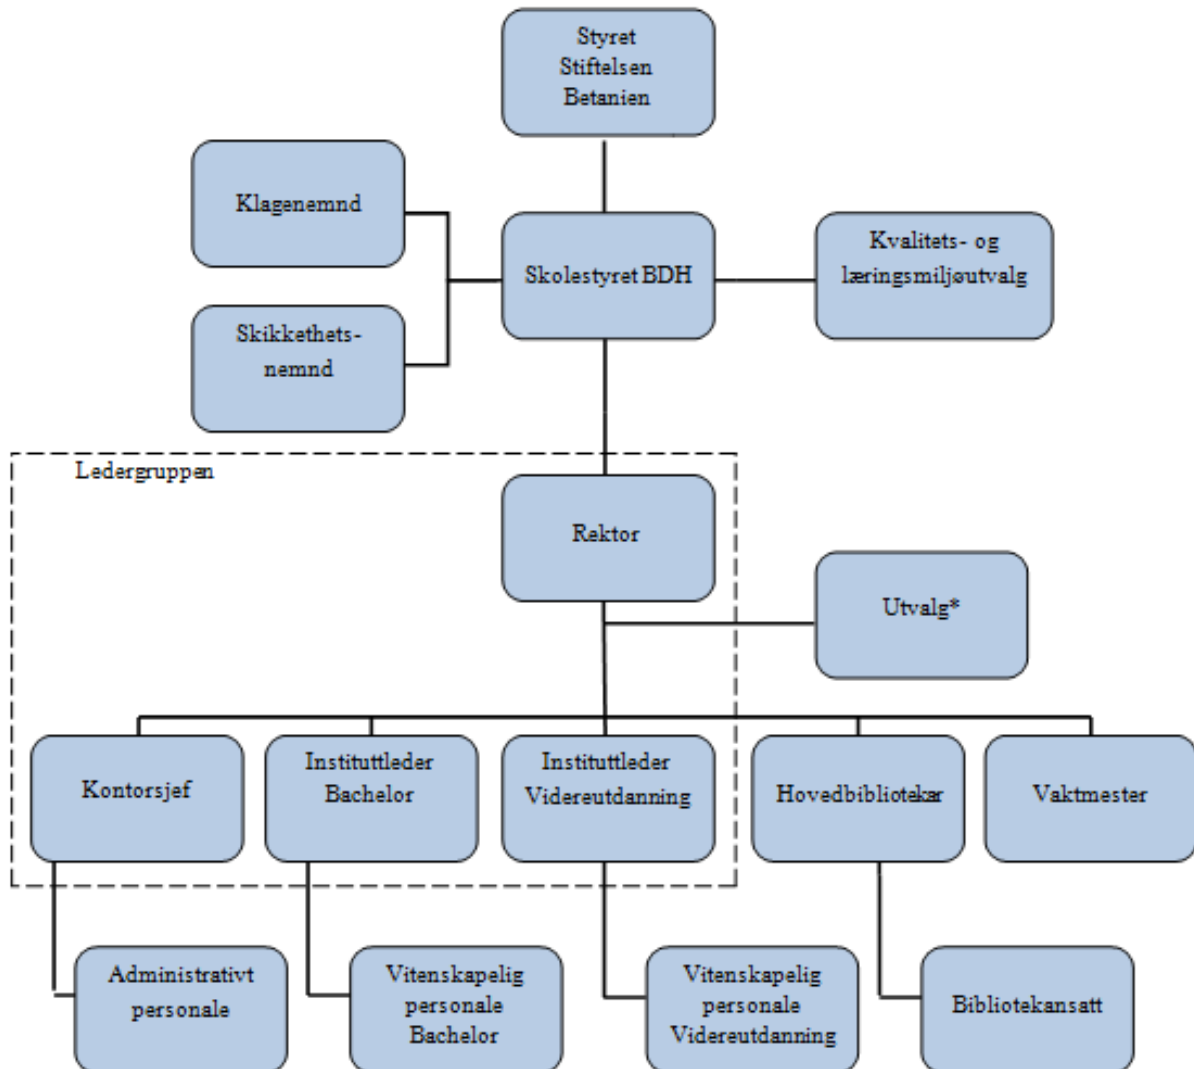 Styret
Stiftelsen
Betanien
Klagenemnd
Skolestyret BDH
Kvalitets- og
læringsmiljøutvalg
Skikkethets-
nemnd
Ledergruppen
Rektor
Utvalg*
Kontorsjef
Instituttleder
Bachelor
Instituttleder
Videreutdanning
Hovedbibliotekar
Vaktmester
Administrativt
personale
Vitenskapelig
personale
Bachelor
Vitenskapelig
personale
Videreutdanning
Bibliotekansatt